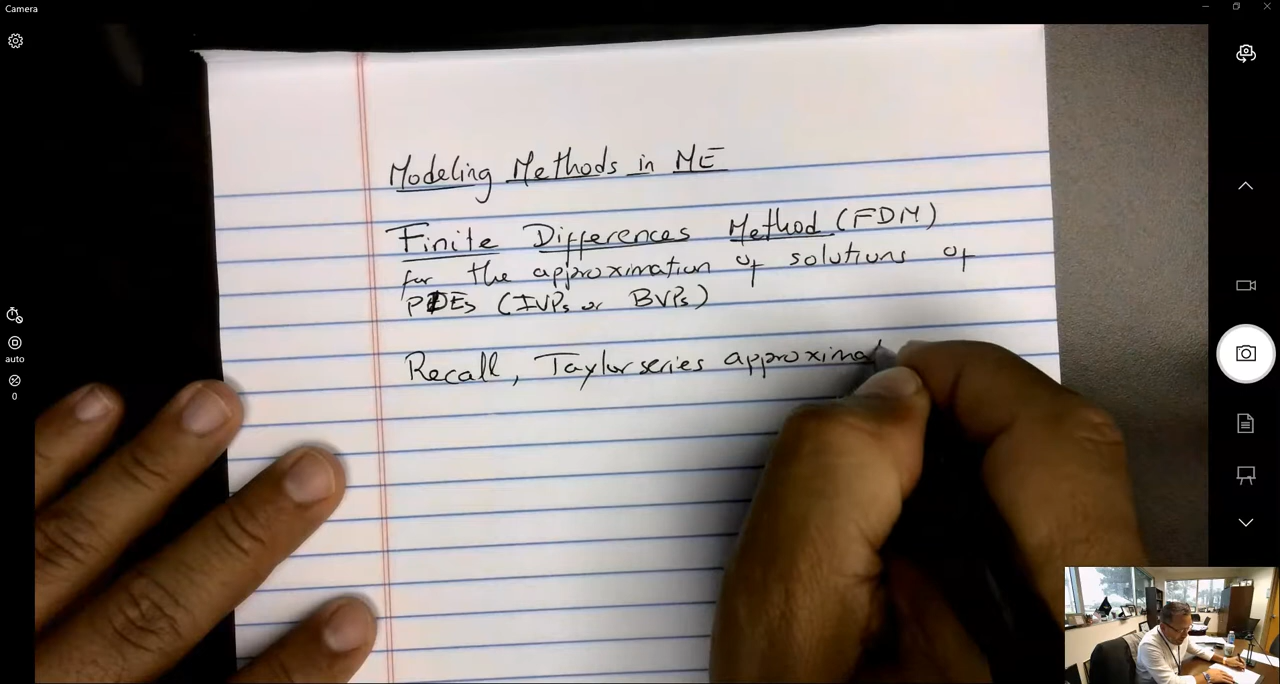 Camera
Modeling Methods in ME
Finite Differences Method (FDM)
for the approximation of solutions of
PDEs (IVPs or BVPs)
Recall, Taylor series approxima
auto
0